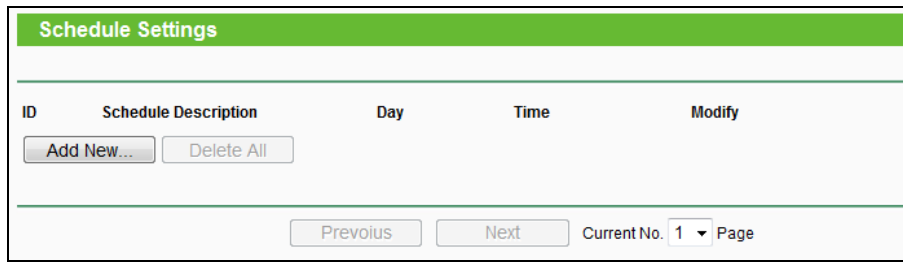 Schedule Settings
ID Schedule Description Day Time Modify
Add New... Delete All
Prevoius Next Current No. 1 Page